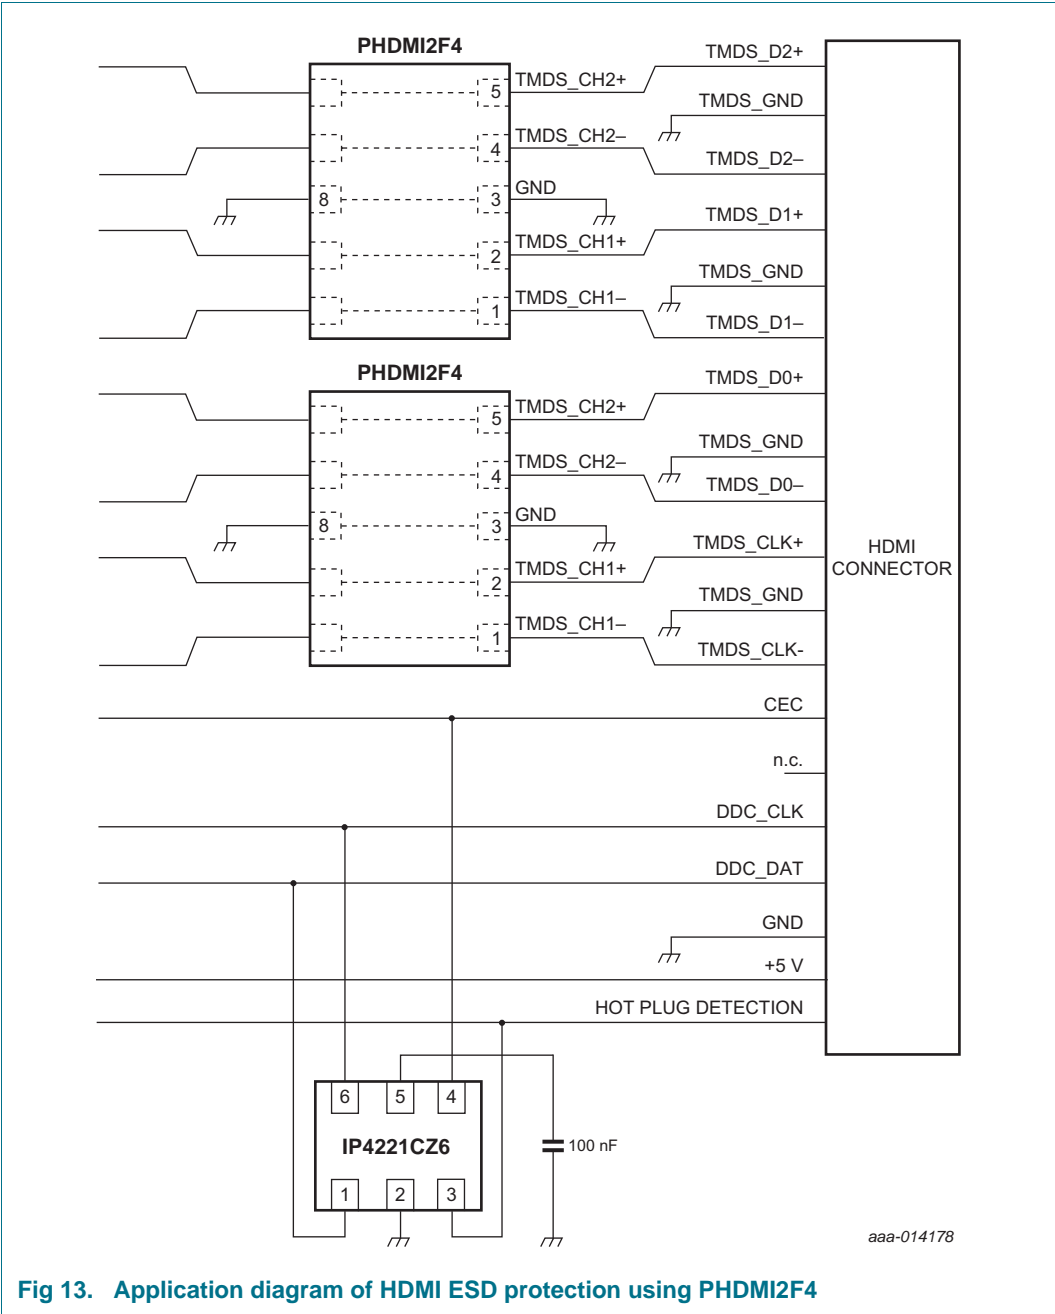 PHDMI2F4
TMDS_D2+
TMDS_CH2+
5
TMDS_GND
TMDS_CH2–
4
TMDS_D2–
GND
8
3
TMDS_D1+
TMDS_CH1+
2
TMDS_GND
TMDS_CH1–
1
TMDS_D1–
PHDMI2F4
TMDS_D0+
TMDS_CH2+
5
TMDS_GND
TMDS_CH2–
4
TMDS_D0–
GND
8
3
TMDS_CLK+
HDMI
CONNECTOR
TMDS_CH1+
2
TMDS_GND
TMDS_CH1–
1
TMDS_CLK-
CEC
n.c.
DDC_CLK
DDC_DAT
GND
+5 V
HOT PLUG DETECTION
6 5 4
IP4221CZ6
100 nF
1 2 3
aaa-014178
Fig 13. Application diagram of HDMI ESD protection using PHDMI2F4